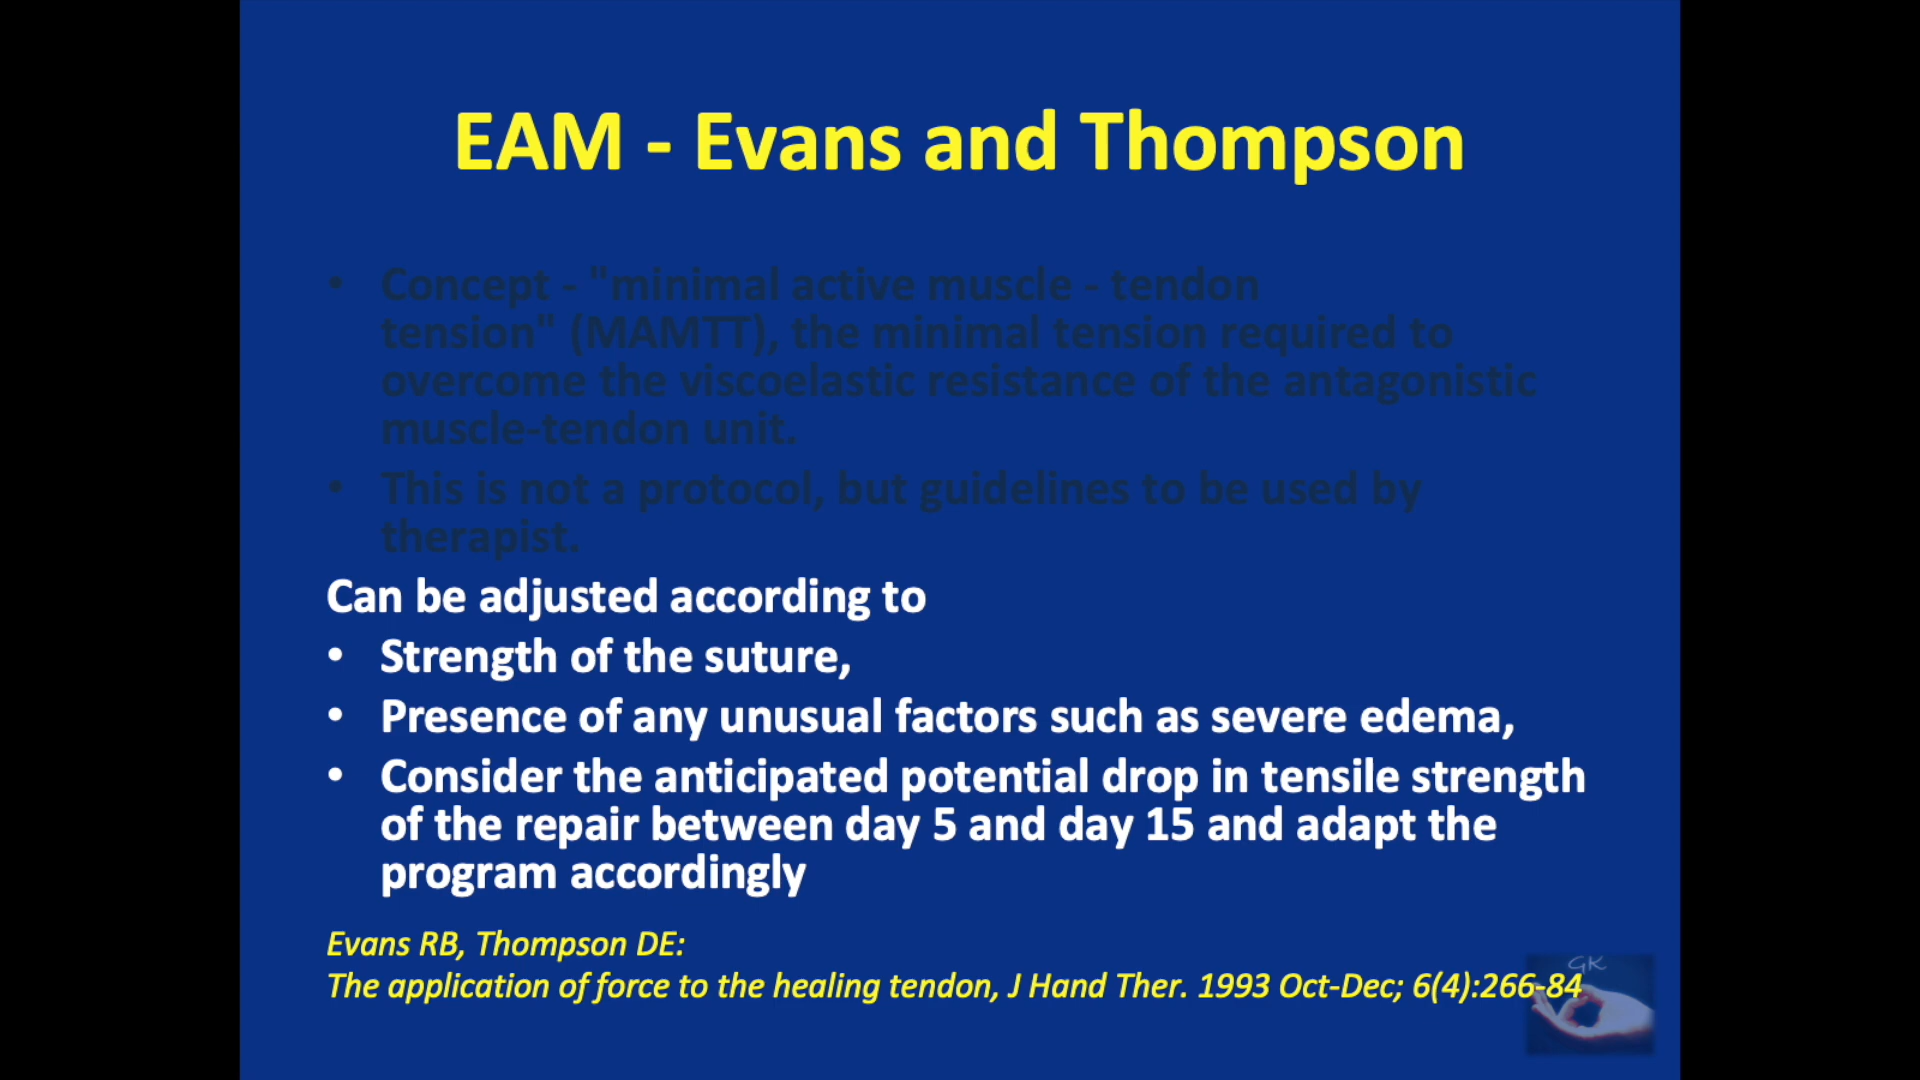 EAM - Evans and Thompson
• Concept - "minimal active muscle - tendon
tension" (MAMTT), the minimal tension required to
overcome the viscoelastic resistance of the antagonistic
muscle-tendon unit.
• This is not a protocol, but guidelines to be used by
therapist.
Can be adjusted according to
• Strength of the suture,
• Presence of any unusual factors such as severe edema,
• Consider the anticipated potential drop in tensile strength
of the repair between day 5 and day 15 and adapt the
program accordingly
Evans RB, Thompson DE:
The application of force to the healing tendon, J Hand Ther. 1993 Oct-Dec; 6(4):266-84
GK